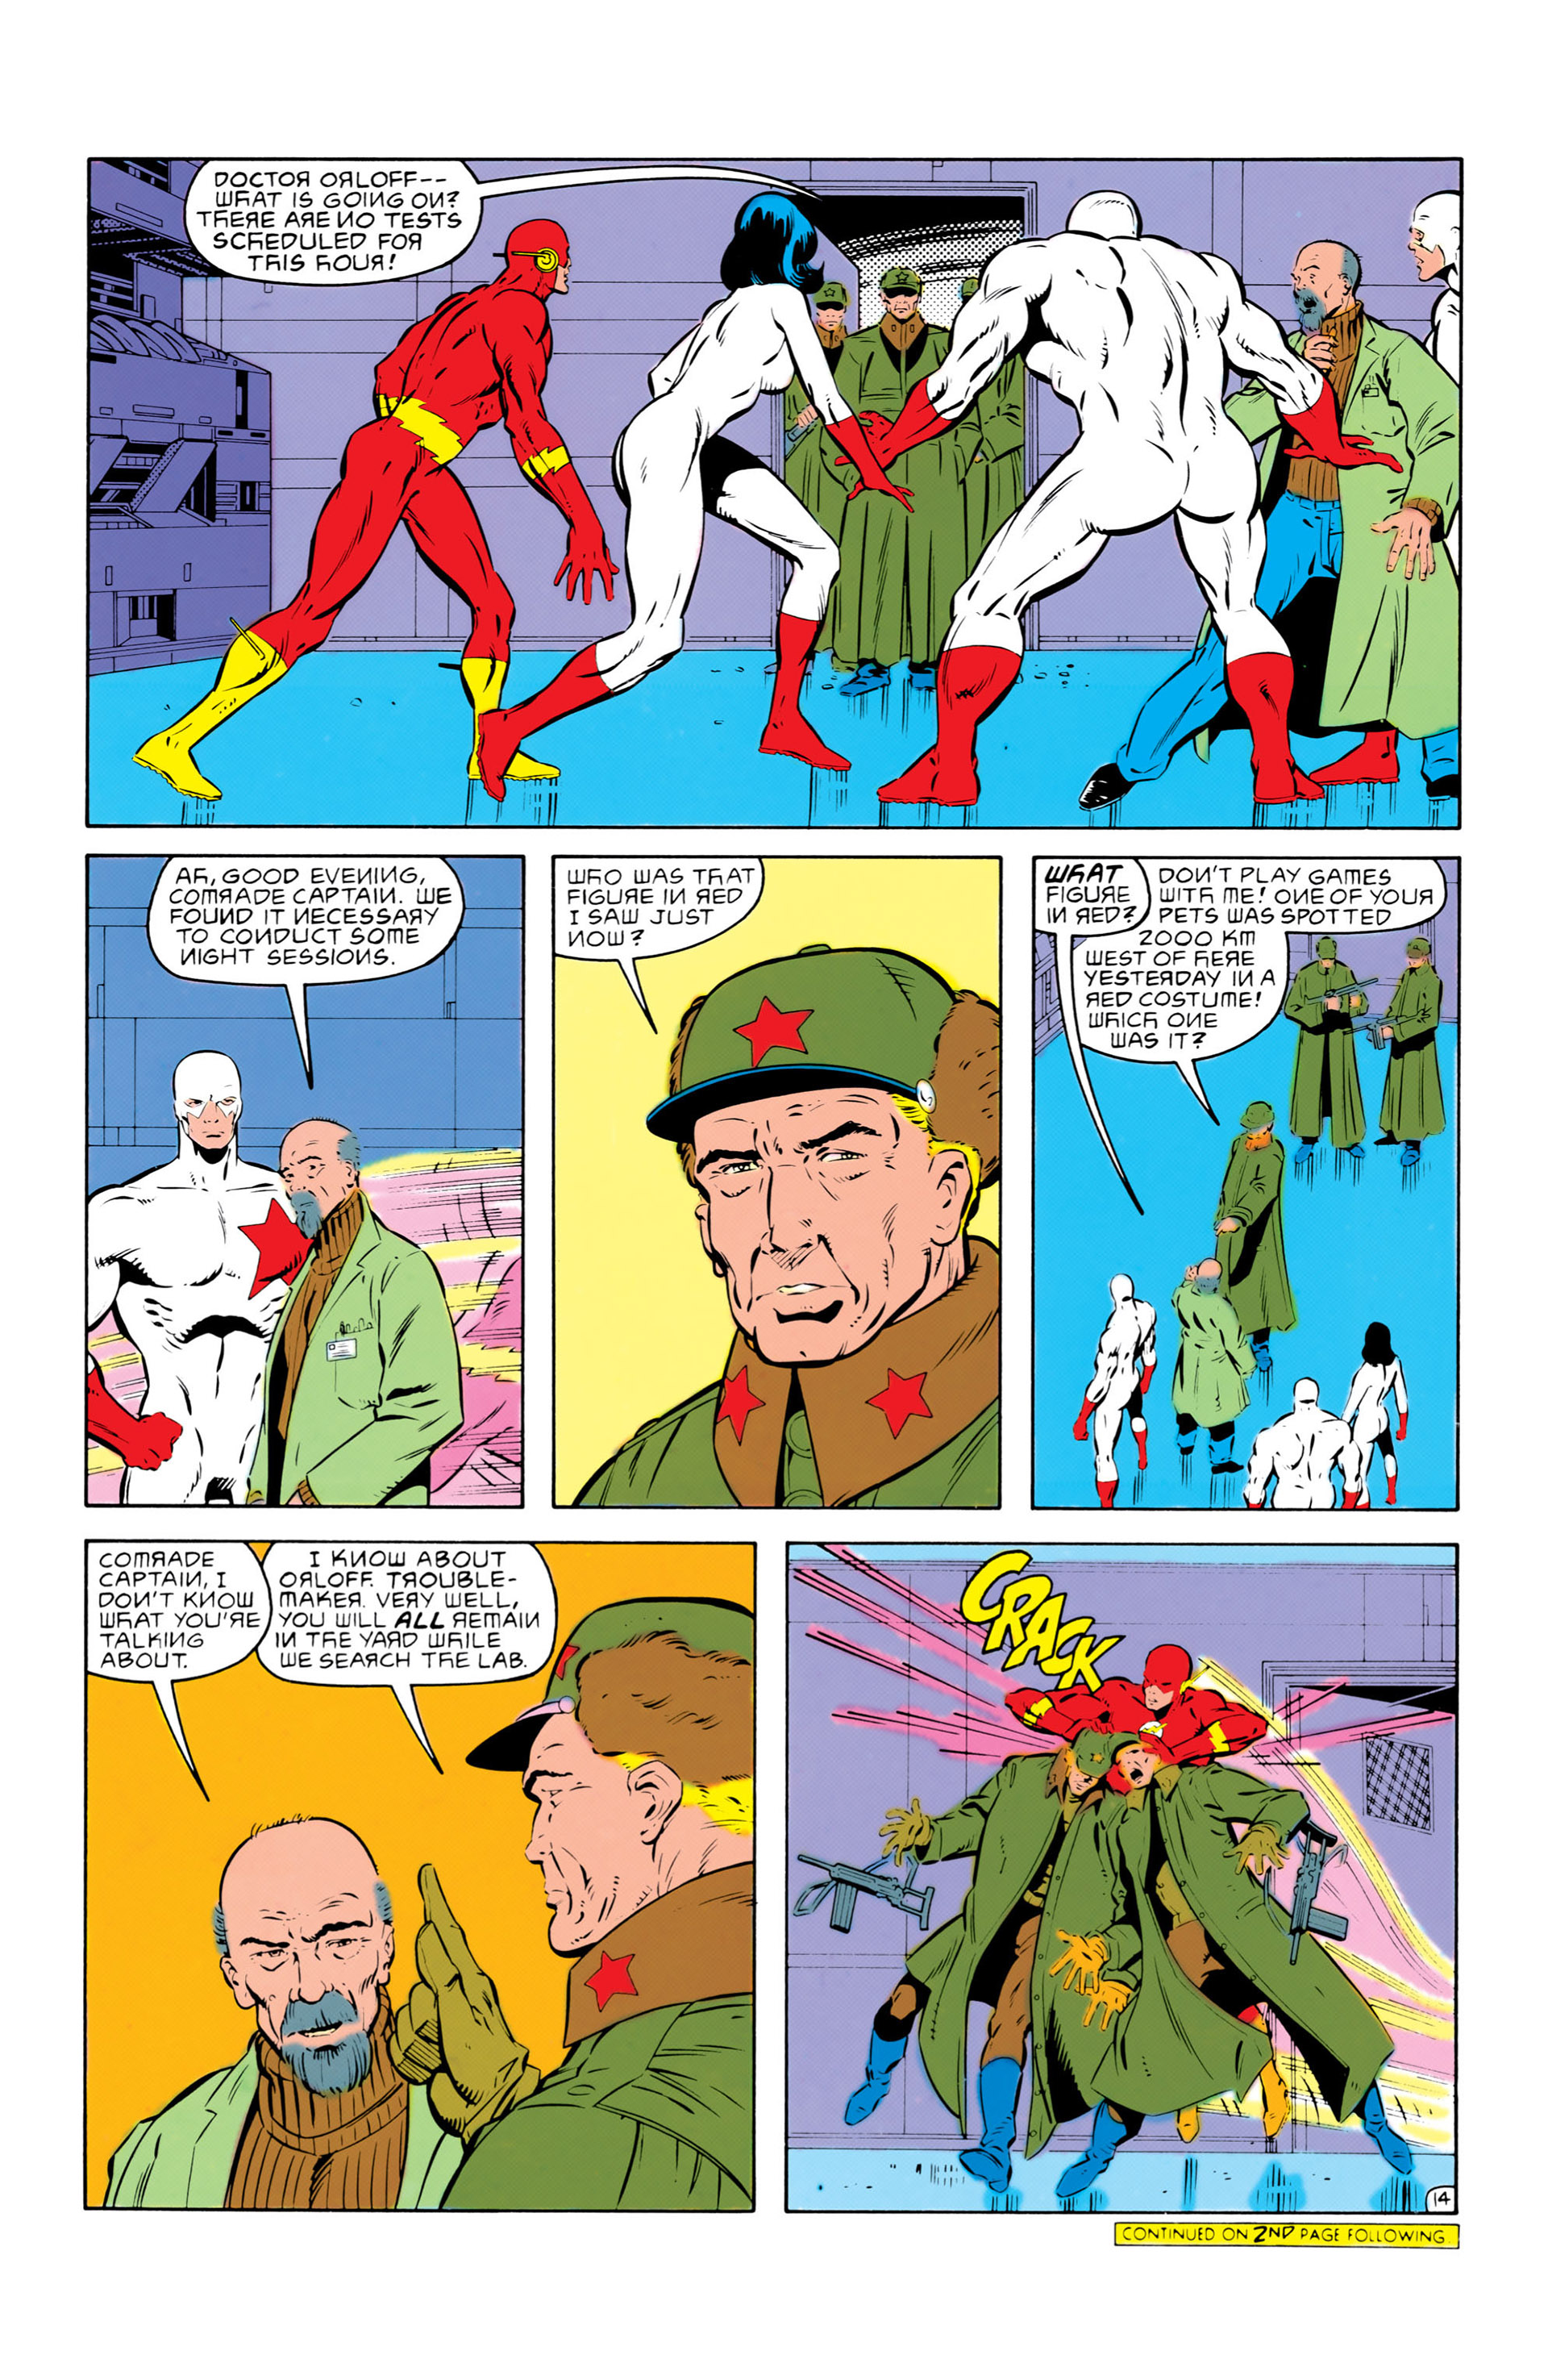 DOCTOR ORLOFF--
WHAT IS GOING ON?
THERE ARE NO TESTS
SCHEDULED FOR
THIS HOUR!
AH, GOOD EVENING,
COMRADE CAPTAIN. WE
FOUND IT NECESSARY
TO CONDUCT SOME
NIGHT SESSIONS.
WHO WAS THAT
FIGURE IN RED
I SAW JUST
NOW?
WHAT
FIGURE
IN RED?
DON'T PLAY GAMES
WITH ME! ONE OF YOUR
PETS WAS SPOTTED
2000 KM
WEST OF HERE
YESTERDAY IN A
RED COSTUME!
WHICH ONE
WAS IT?
COMRADE
CAPTAIN, I
DON'T KNOW
WHAT YOU'RE
TALKING
ABOUT.
I KNOW ABOUT
ORLOFF. TROUBLE-
MAKER. VERY WELL,
YOU WILL ALL REMAIN
IN THE YARD WHILE
WE SEARCH THE LAB.
CRACK
14
CONTINUED ON 2ND PAGE FOLLOWING.